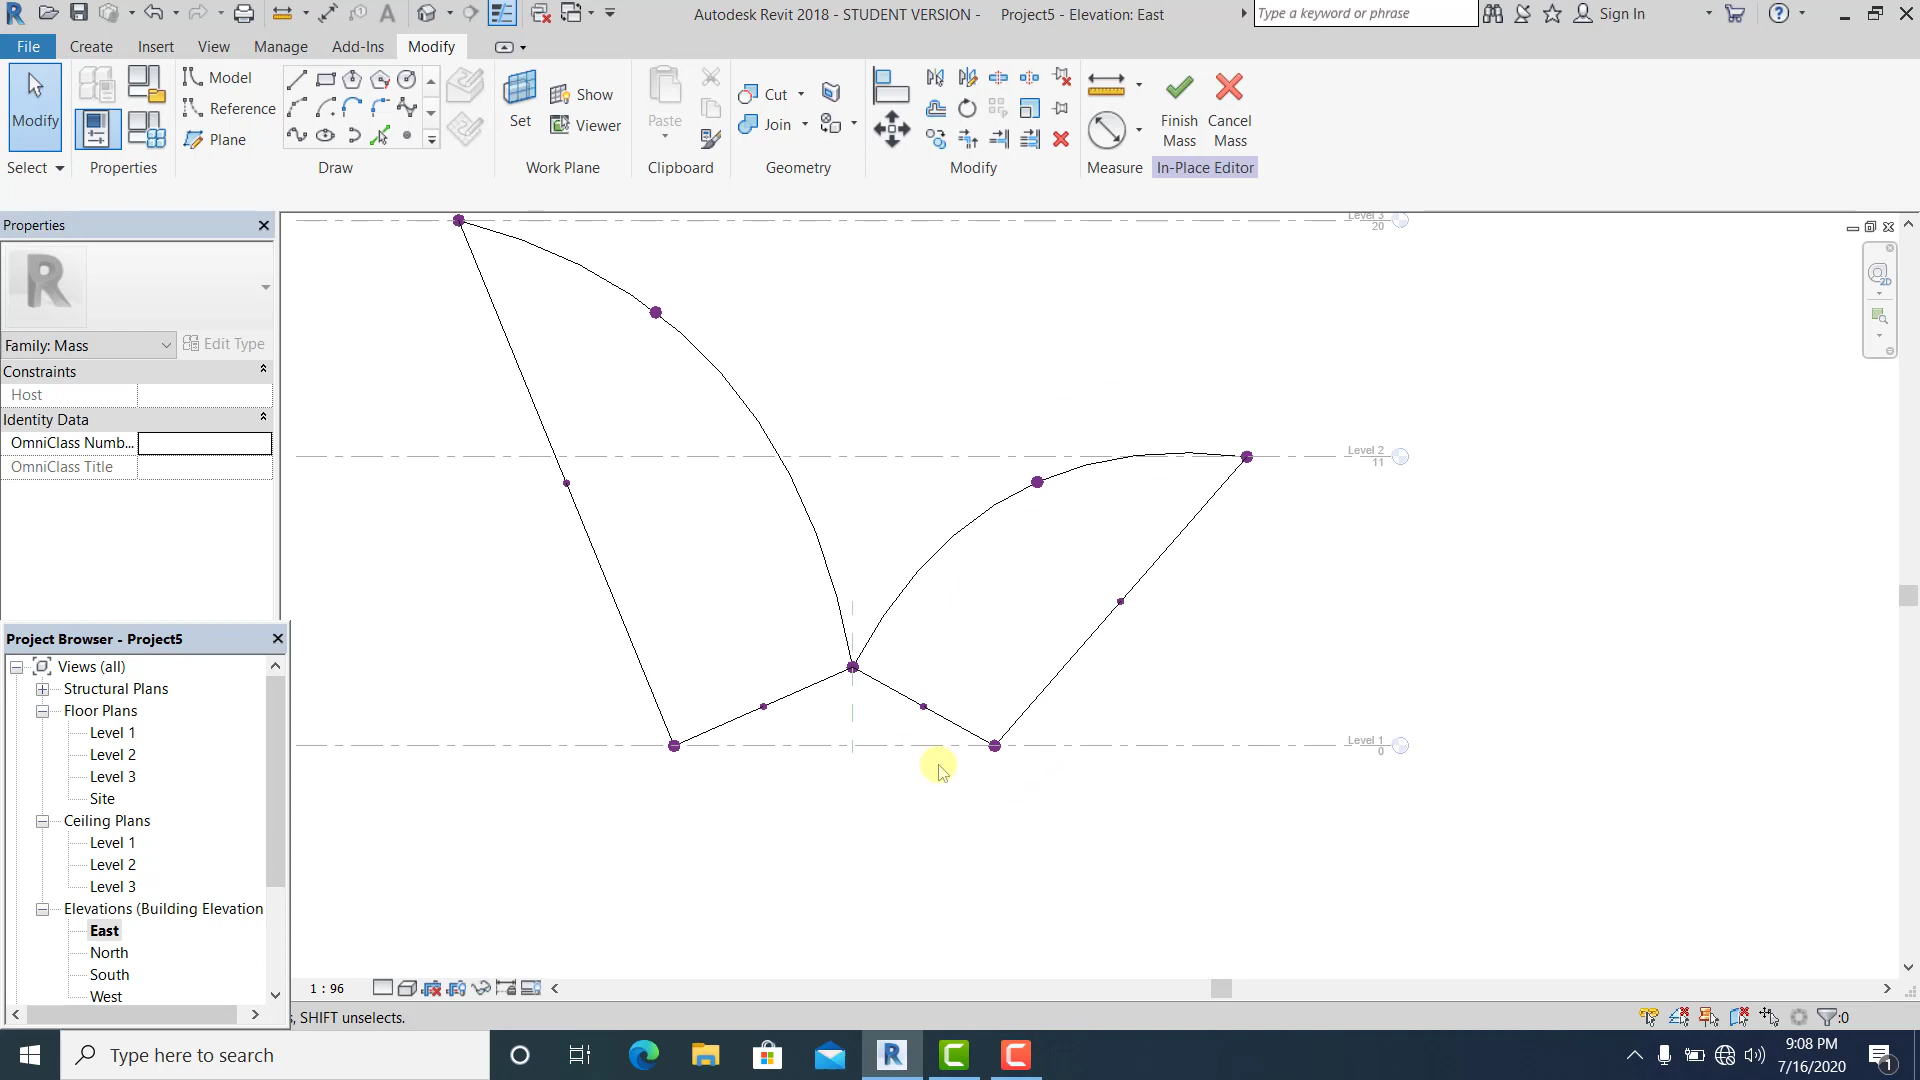 Autodesk Revit 2018 - STUDENT VERSION - Project5 - Elevation: East
Type a keyword or phrase
Sign In
File Create Insert View Manage Add-Ins Modify
Modify
Model
Reference
Plane
Set
Show
Viewer
Paste
Cut
Join
Finish Mass
Cancel Mass
Select Properties Draw Work Plane Clipboard Geometry Modify Measure In-Place Editor
Properties
Family: Mass
Edit Type
Constraints
Host
Identity Data
OmniClass Numb...
OmniClass Title
Project Browser - Project5
Views (all)
Structural Plans
Floor Plans
Level 1
Level 2
Level 3
Site
Ceiling Plans
Level 1
Level 2
Level 3
Elevations (Building Elevation
East
North
South
West
Level 3
20
Level 2
11
Level 1
0
2D
1 : 96
, SHIFT unselects.
:0
Type here to search
9:08 PM
7/16/2020
1